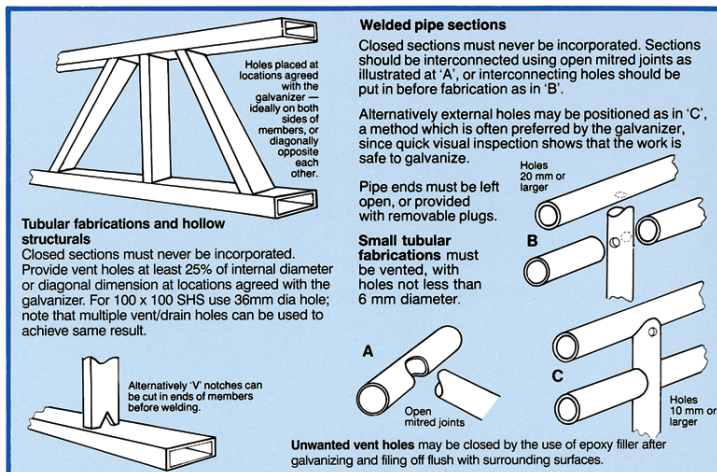 Holes placed at
locations agreed
with the
galvanizer —
ideally on both
sides of
members, or
diagonally
opposite
each
other.
Tubular fabrications and hollow
structurals
Closed sections must never be incorporated.
Provide vent holes at least 25% of internal diameter
or diagonal dimension at locations agreed with the
galvanizer. For 100 x 100 SHS use 36mm dia hole;
note that multiple vent/drain holes can be used to
achieve same result.
Alternatively 'V' notches can
be cut in ends of members
before welding.
Welded pipe sections
Closed sections must never be incorporated. Sections
should be interconnected using open mitred joints as
illustrated at 'A', or interconnecting holes should be
put in before fabrication as in 'B'.
Alternatively external holes may be positioned as in 'C',
a method which is often preferred by the galvanizer,
since quick visual inspection shows that the work is
safe to galvanize.
Pipe ends must be left
open, or provided
with removable plugs.
Small tubular
fabrications must
be vented, with
holes not less than
6 mm diameter.
Holes
20 mm or
larger
B
A
Open
mitred joints
C
Holes
10 mm or
larger
Unwanted vent holes may be closed by the use of epoxy filler after
galvanizing and filing off flush with surrounding surfaces.